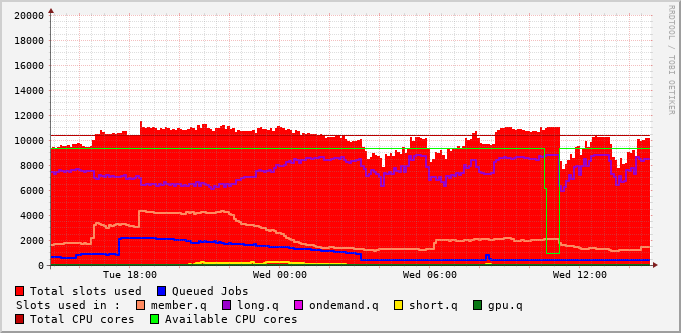 20000
18000
16000
14000
12000
10000
8000
6000
4000
2000
0
Tue 18:00 Wed 00:00 Wed 06:00 Wed 12:00
RRDTOOL / TOBI OETIKER
Total slots used Queued Jobs
Slots used in : member.q long.q ondemand.q short.q gpu.q
Total CPU cores Available CPU cores